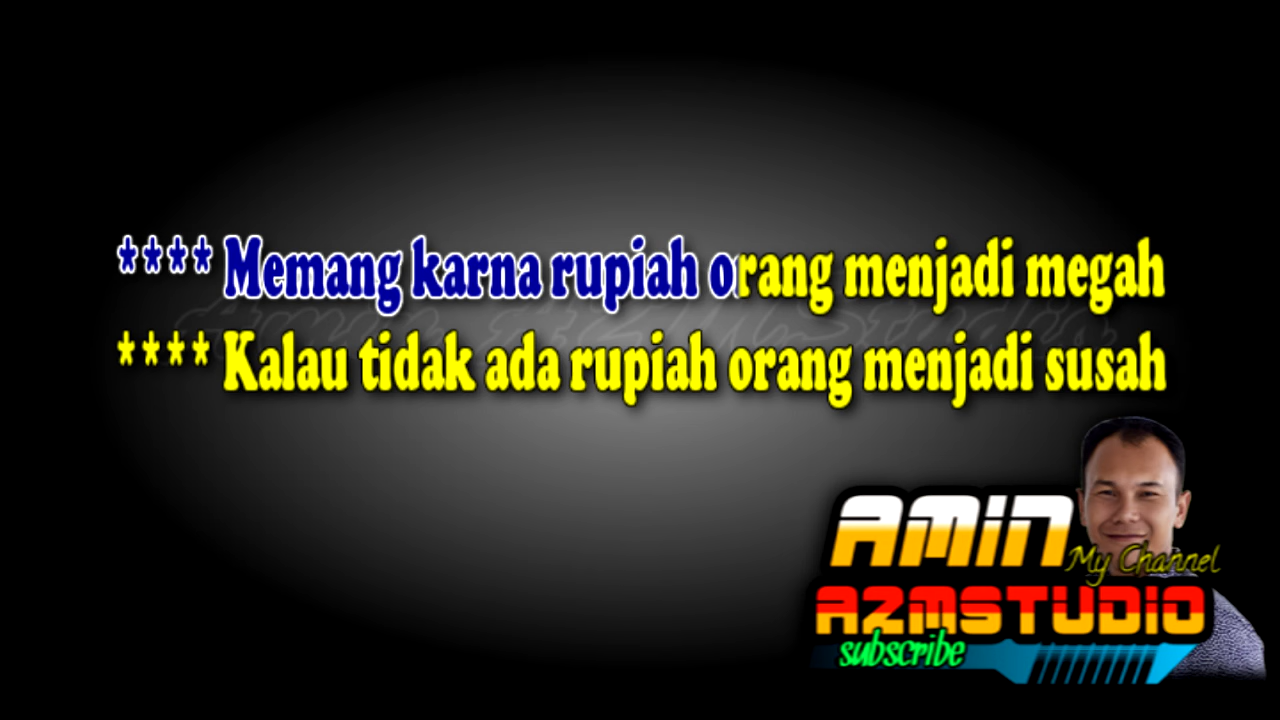 **** Memang karna rupiah orang menjadi megah
**** Kalau tidak ada rupiah orang menjadi susah
AMIN
My Channel
AZMSTUDIO
subscribe